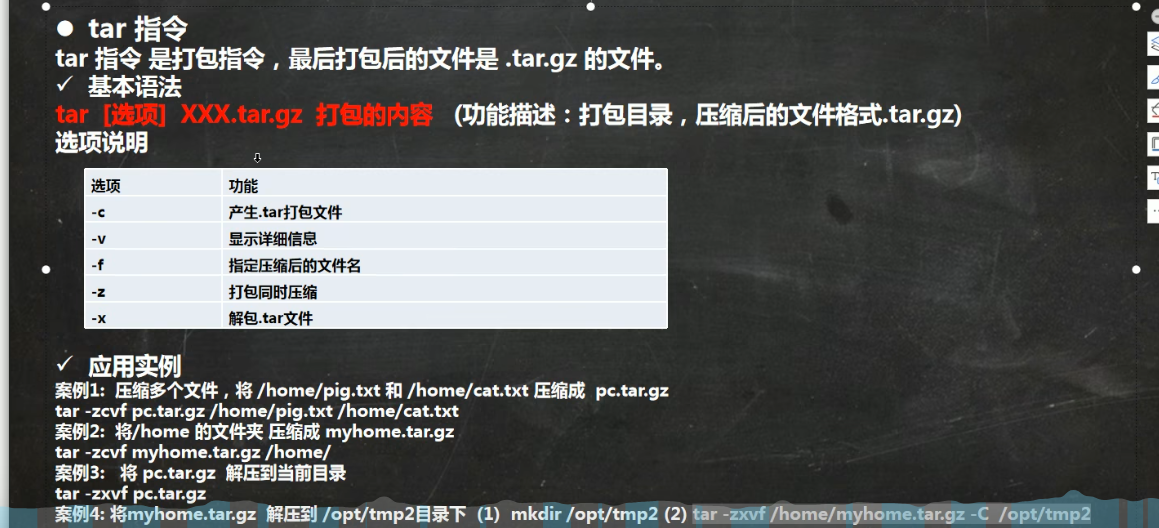 ● tar 指令
tar 指令 是打包指令，最后打包后的文件是 .tar.gz 的文件。
✓ 基本语法
tar [选项] XXX.tar.gz 打包的内容 (功能描述：打包目录，压缩后的文件格式.tar.gz)
选项说明
选项 功能
-c 产生.tar打包文件
-v 显示详细信息
-f 指定压缩后的文件名
-z 打包同时压缩
-x 解包.tar文件
✓ 应用实例
案例1: 压缩多个文件，将 /home/pig.txt 和 /home/cat.txt 压缩成 pc.tar.gz
tar -zcvf pc.tar.gz /home/pig.txt /home/cat.txt
案例2: 将/home 的文件夹 压缩成 myhome.tar.gz
tar -zcvf myhome.tar.gz /home/
案例3: 将 pc.tar.gz 解压到当前目录
tar -zxvf pc.tar.gz
案例4: 将myhome.tar.gz 解压到 /opt/tmp2目录下 (1) mkdir /opt/tmp2 (2) tar -zxvf /home/myhome.tar.gz -C /opt/tmp2